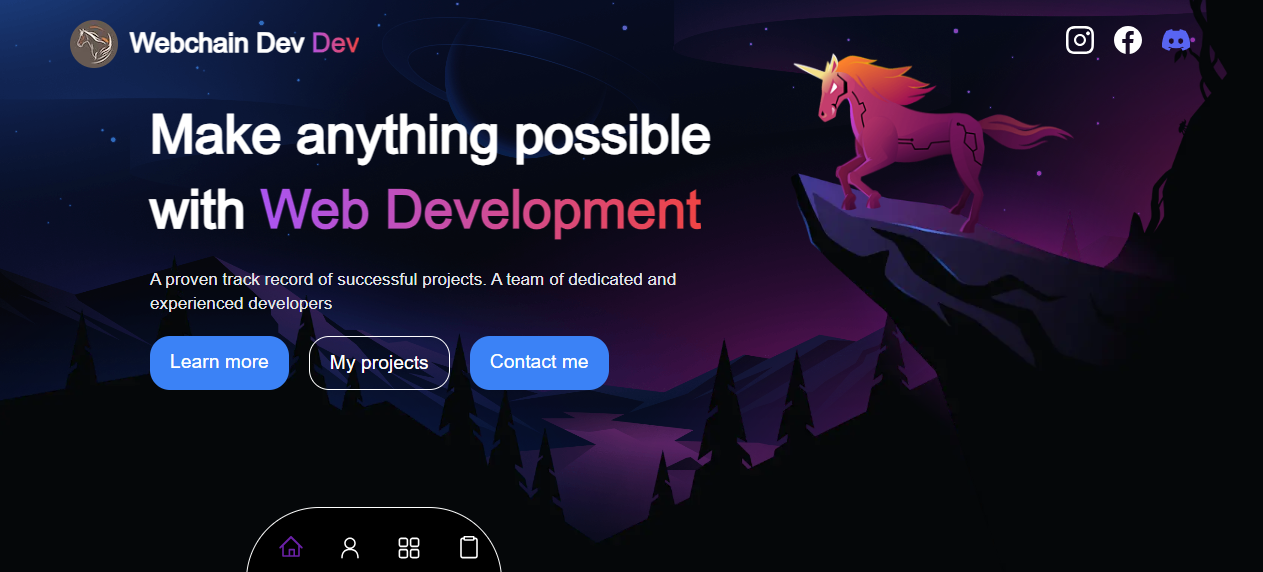 Webchain Dev Dev
Make anything possible
with Web Development
A proven track record of successful projects. A team of dedicated and
experienced developers
Learn more
My projects
Contact me